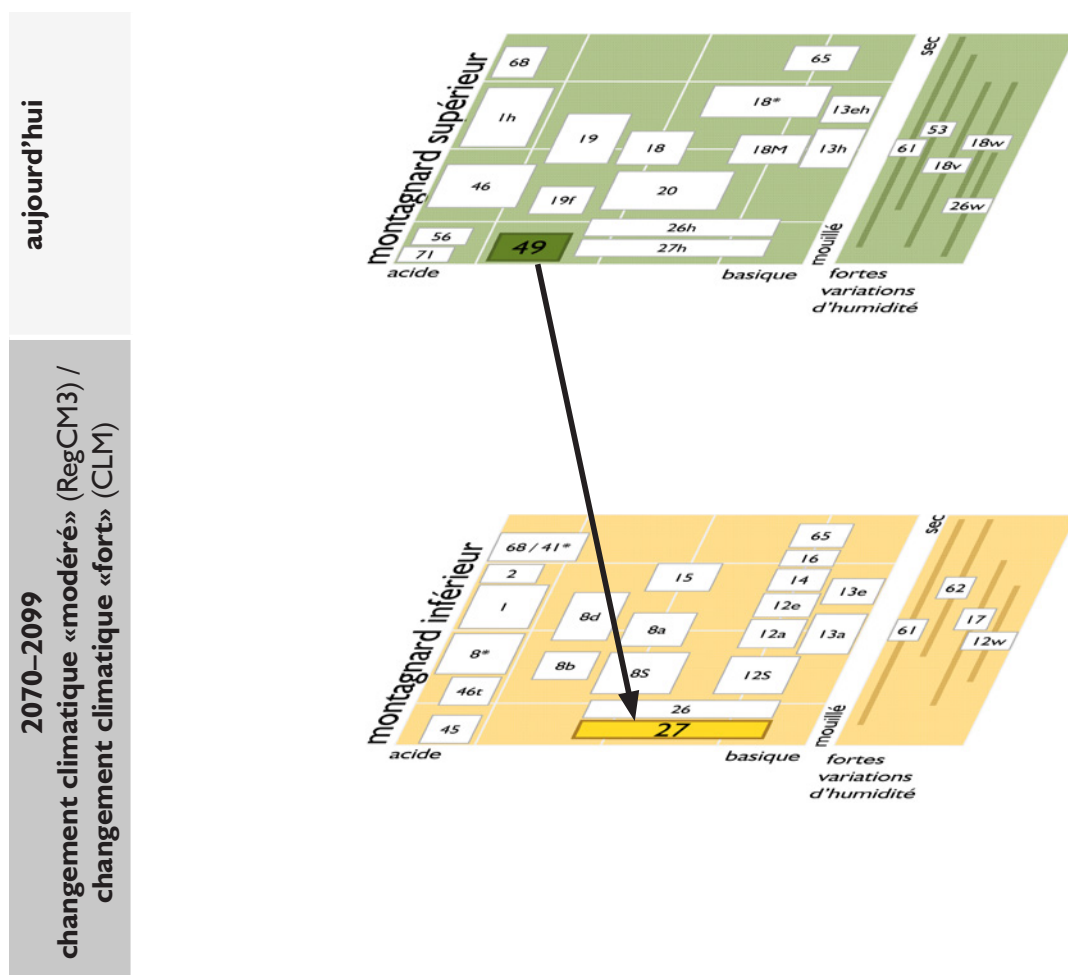 aujourd'hui
montagnard supérieur
68
65
sec
1h
18*
13eh
19
18
18M
13h
53
61
18w
18v
46
19f
20
26w
56
71
49
26h
27h
mouillé
acide
basique
fortes
variations
d'humidité
2070–2099
changement climatique «modéré» (RegCM3) /
changement climatique «fort» (CLM)
montagnard inférieur
68 / 41*
65
sec
2
15
16
14
13e
62
1
8d
8a
12e
12a
13a
61
17
12w
8*
8b
8S
12S
46t
45
26
27
mouillé
acide
basique
fortes
variations
d'humidité